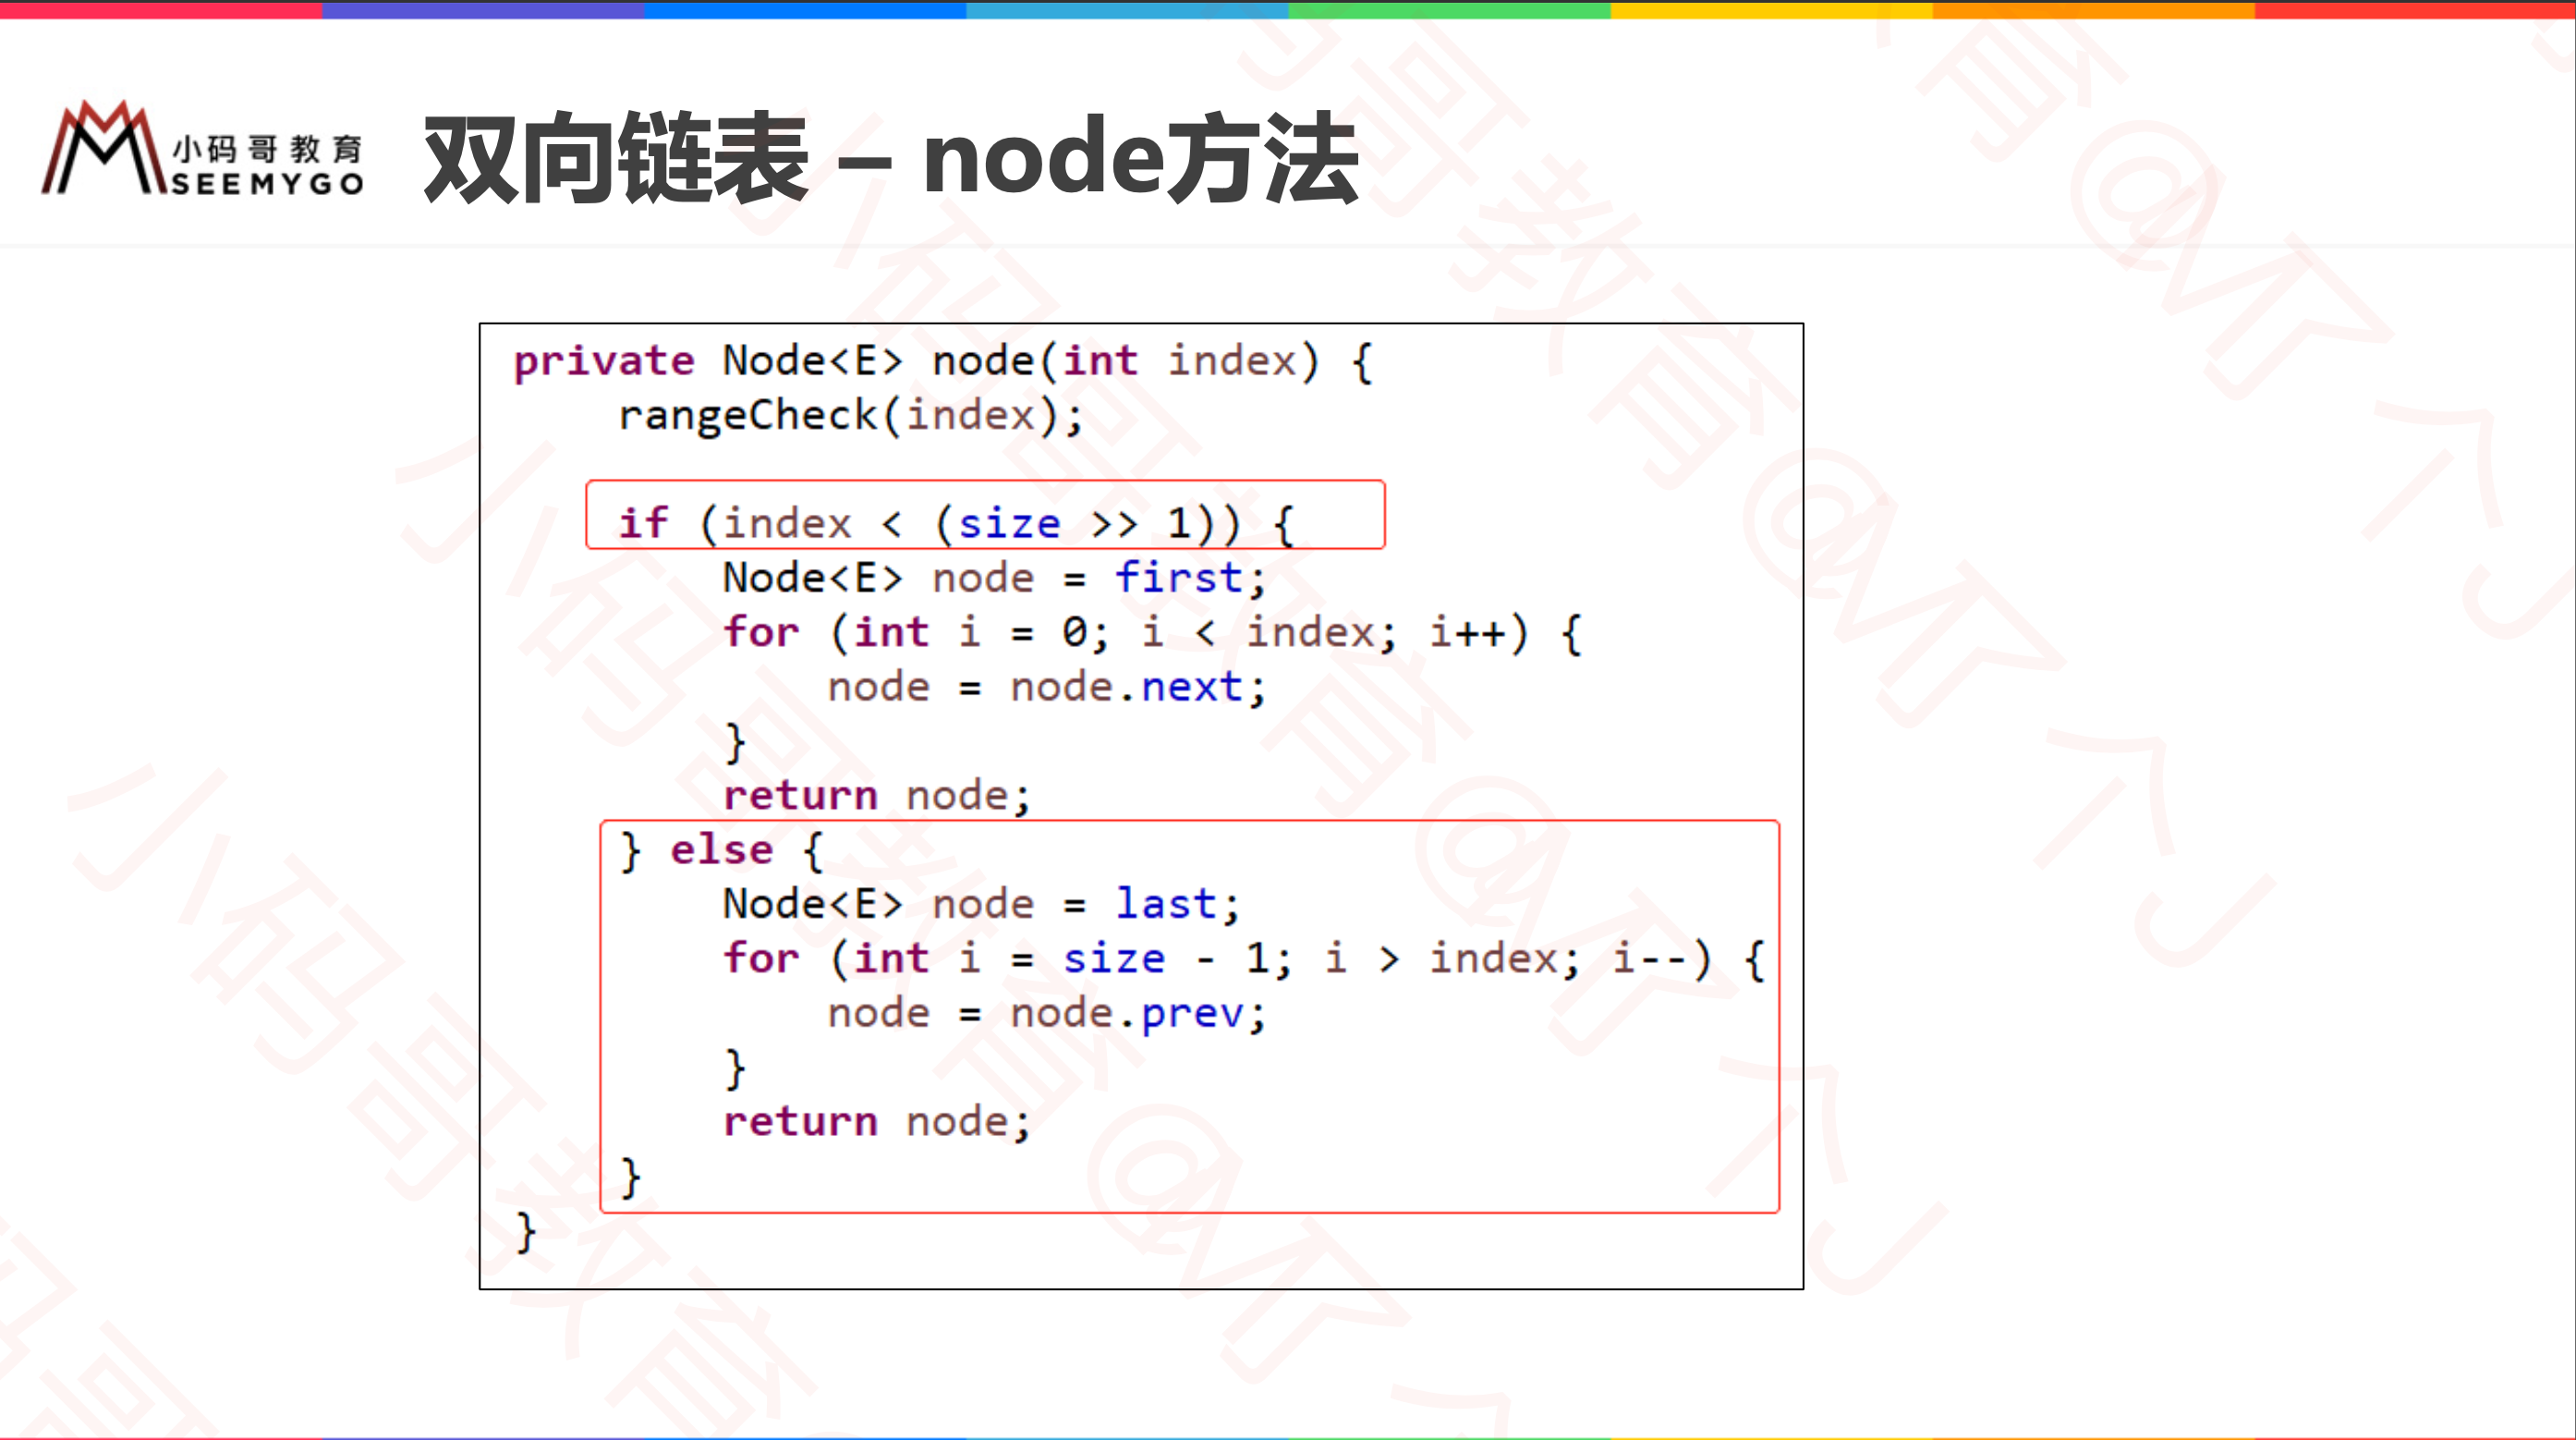 小码哥教育
SEEMYGO
双向链表 – node方法
private Node<E> node(int index) {
rangeCheck(index);
if (index < (size >> 1)) {
Node<E> node = first;
for (int i = 0; i < index; i++) {
node = node.next;
}
return node;
} else {
Node<E> node = last;
for (int i = size - 1; i > index; i--) {
node = node.prev;
}
return node;
}
}